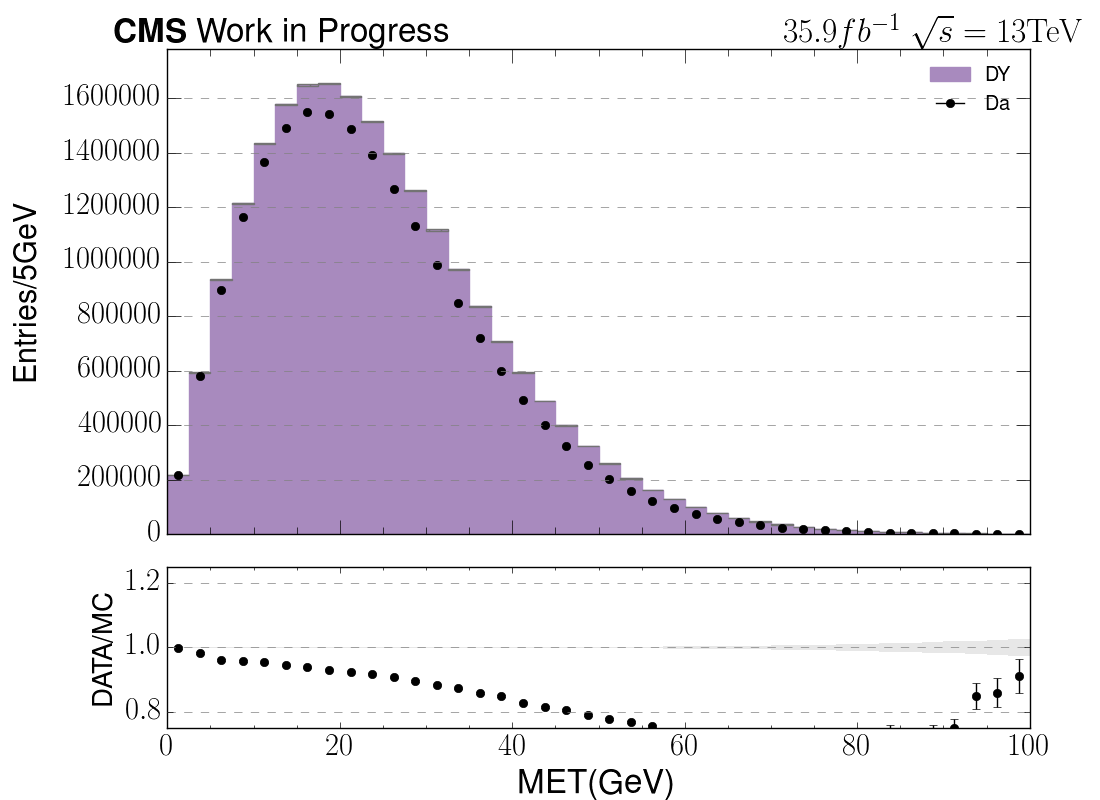 CMS Work in Progress 35.9fb⁻¹ √s = 13TeV
DY
Da
1600000
1400000
1200000
1000000
800000
600000
400000
200000
0
Entries/5GeV
1.2
1.0
0.8
DATA/MC
0 20 40 60 80 100
MET(GeV)